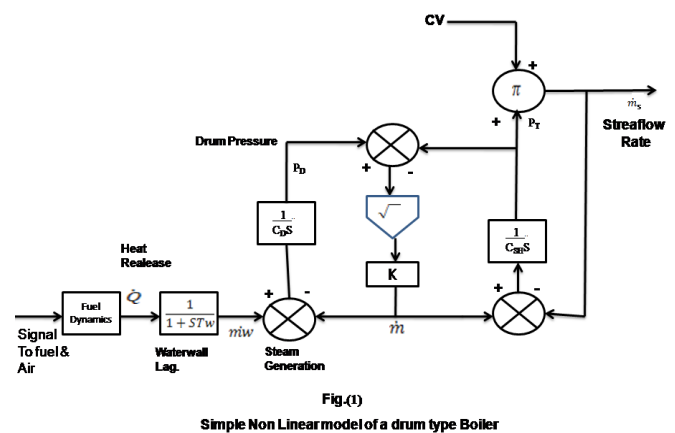 CV
+
π
ṁs
+
PT
Streaflow
Rate
Drum Pressure
+
-
PD
√
1
CDS
1
CSHS
K
Heat
Realease
+
-
+
-
Fuel
Dynamics
Q̇
1
1 + STw
ṁw
ṁ
Signal
To fuel &
Air
Waterwall
Lag.
Steam
Generation
Fig.(1)
Simple Non Linear model of a drum type Boiler